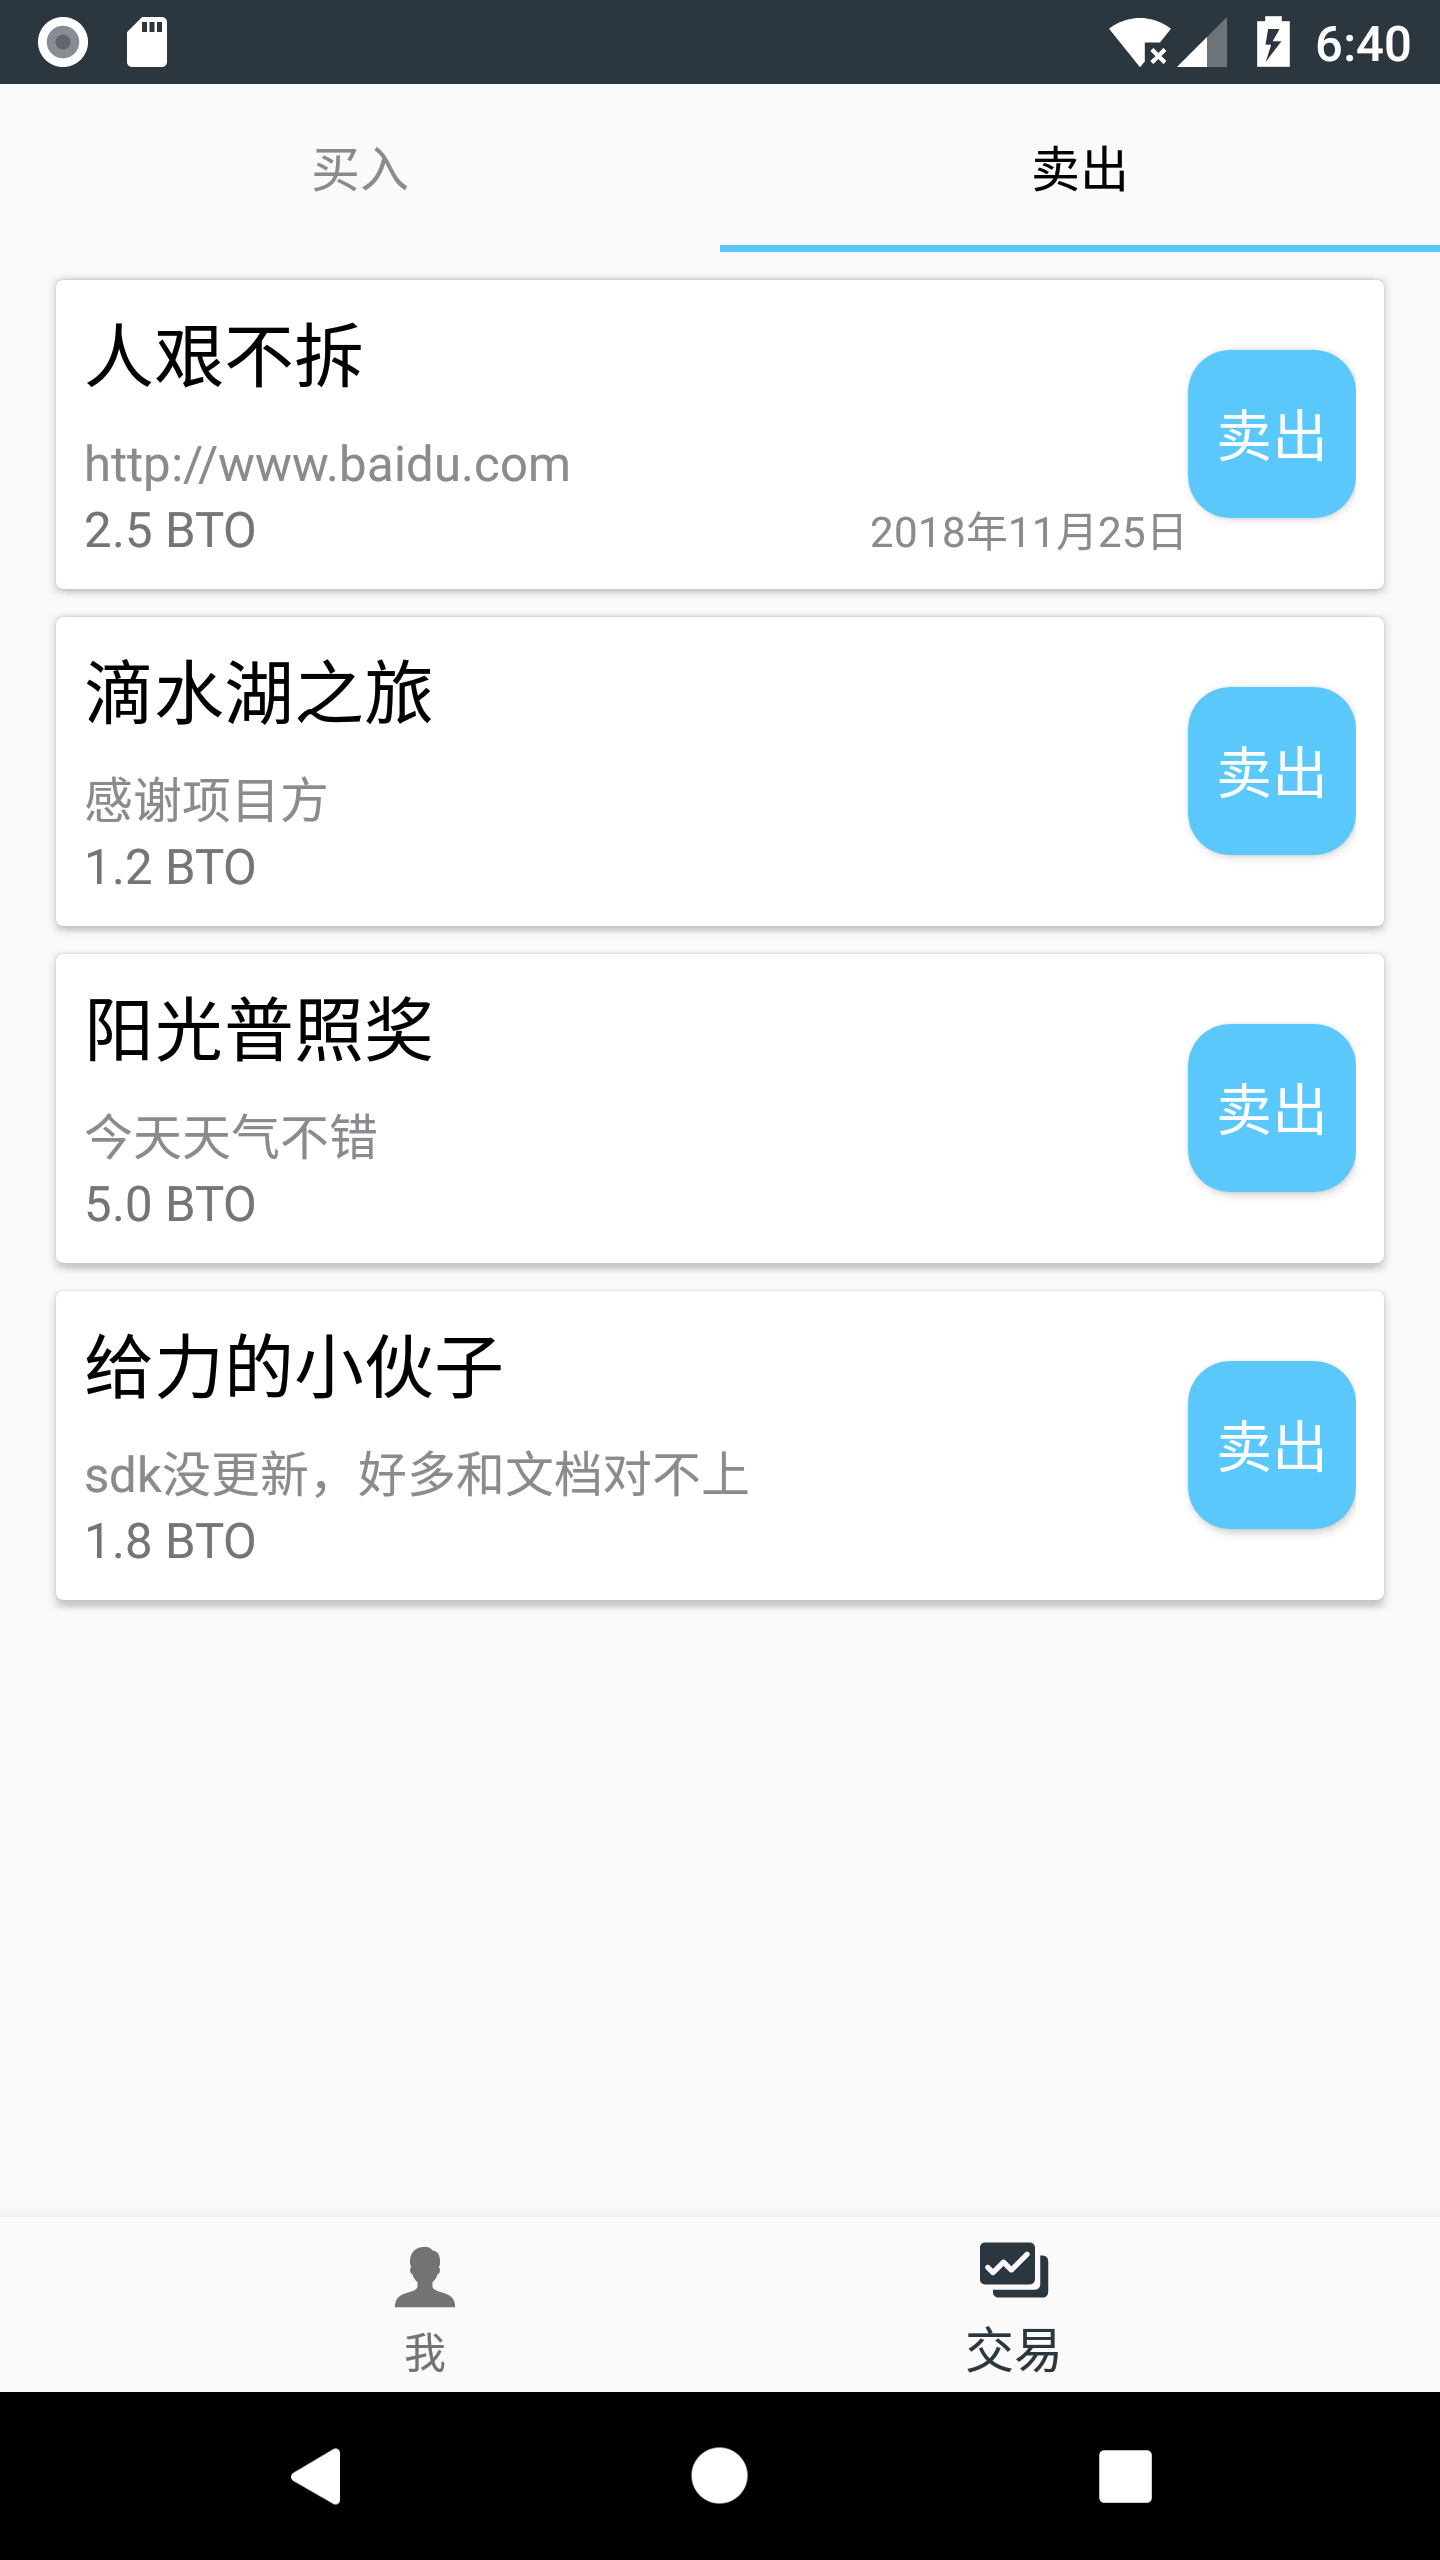 6:40
买入
卖出
人艰不拆
http://www.baidu.com
2.5 BTO
2018年11月25日
卖出
滴水湖之旅
感谢项目方
1.2 BTO
卖出
阳光普照奖
今天天气不错
5.0 BTO
卖出
给力的小伙子
sdk没更新，好多和文档对不上
1.8 BTO
卖出
我
交易